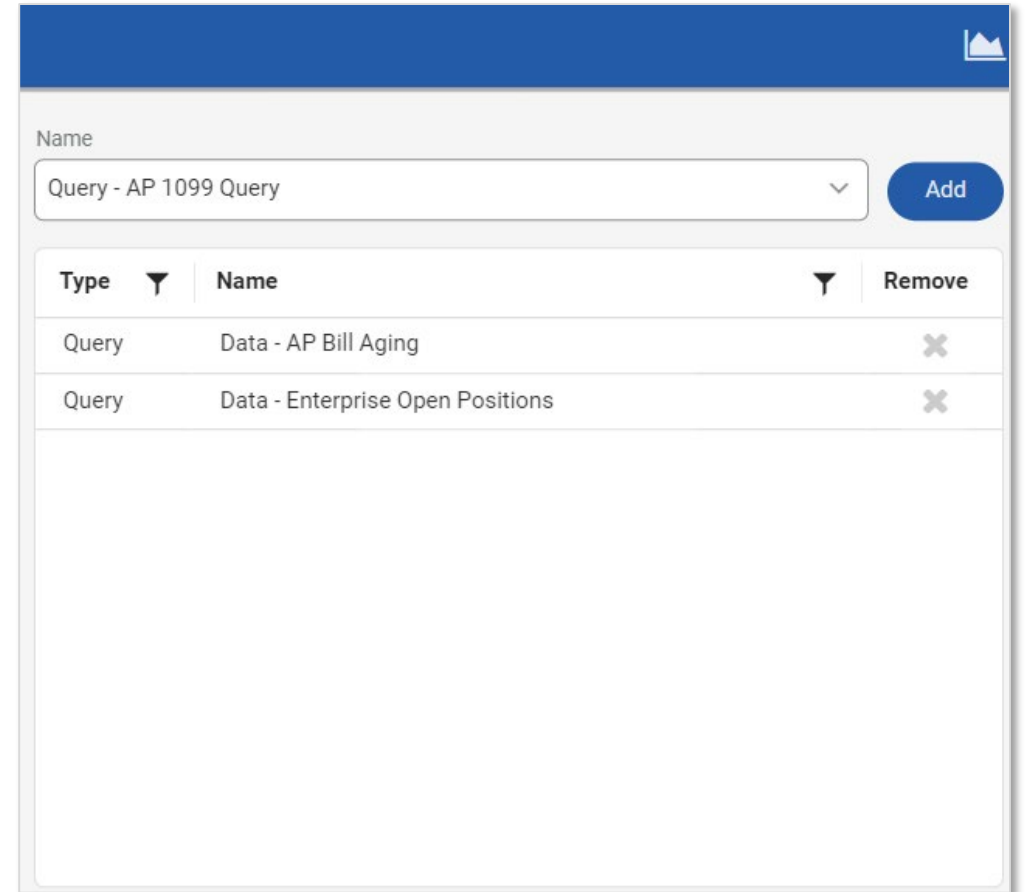 Name
Query - AP 1099 Query
Add
Type Name Remove
Query Data - AP Bill Aging
Query Data - Enterprise Open Positions